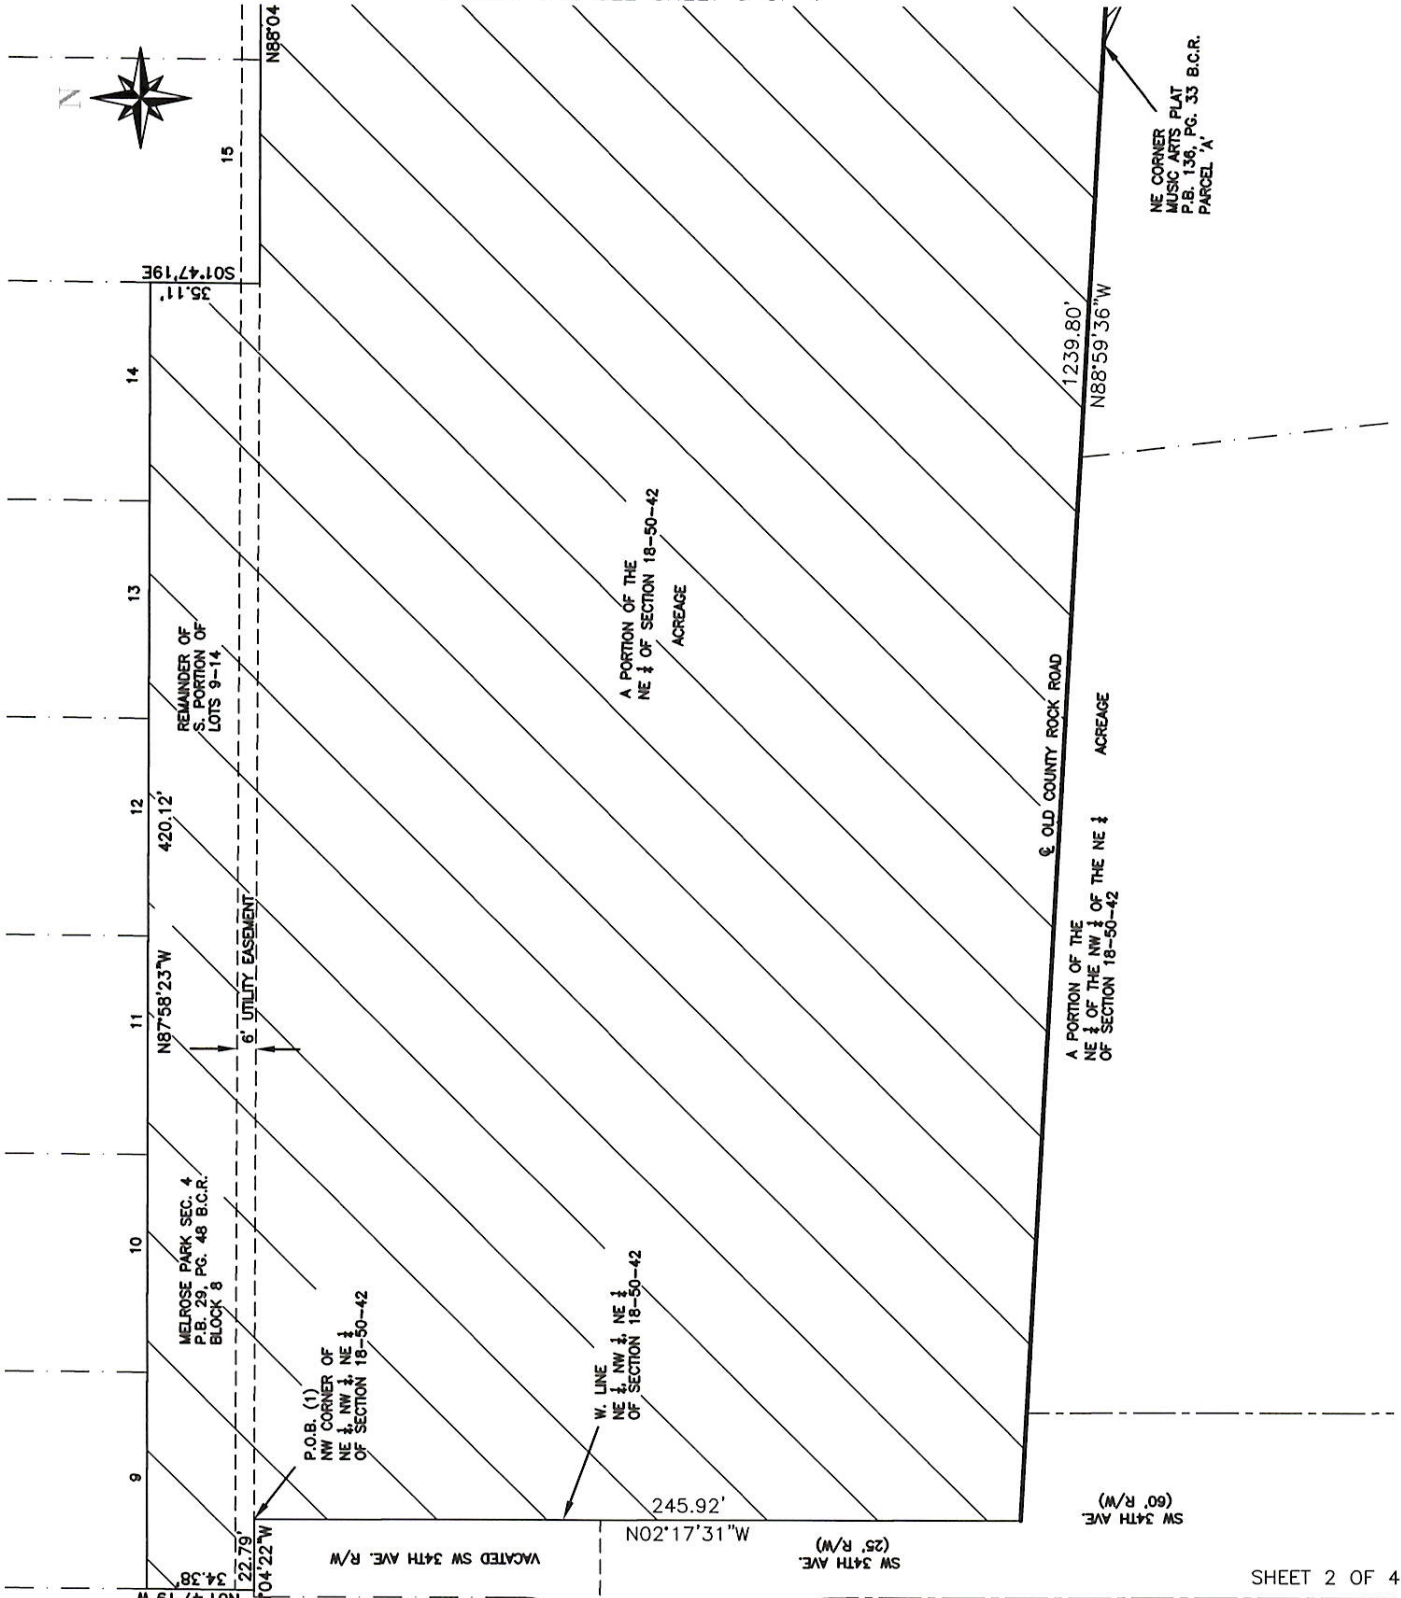 N
N88°04
15
S01°47'19E
35.11'
14
13
12
11
10
9
REMAINDER OF
S. PORTION OF
LOTS 9-14
420.12'
N87°58'23"W
6' UTILITY EASEMENT
MELROSE PARK SEC. 4
P.B. 29, PG. 48 B.C.R.
BLOCK 8
P.O.B. (1)
NW CORNER OF
NE ¼, NW ¼, NE ¼
OF SECTION 18-50-42
W. LINE
NE ¼, NW ¼, NE ¼
OF SECTION 18-50-42
A PORTION OF THE
NE ¼ OF SECTION 18-50-42
ACREAGE
NE CORNER
MUSIC ARTS PLAT
P.B. 136, PG. 33 B.C.R.
PARCEL 'A'
1239.80'
N88°59'36"W
℄ OLD COUNTY ROCK ROAD
A PORTION OF THE
NE ¼ OF THE NW ¼ OF THE NE ¼
OF SECTION 18-50-42
ACREAGE
34.38'
22.79'
°04'22"W
VACATED SW 34TH AVE. R/W
245.92'
N02°17'31"W
SW 34TH AVE.
(25' R/W)
SW 34TH AVE.
(60' R/W)
SHEET 2 OF 4